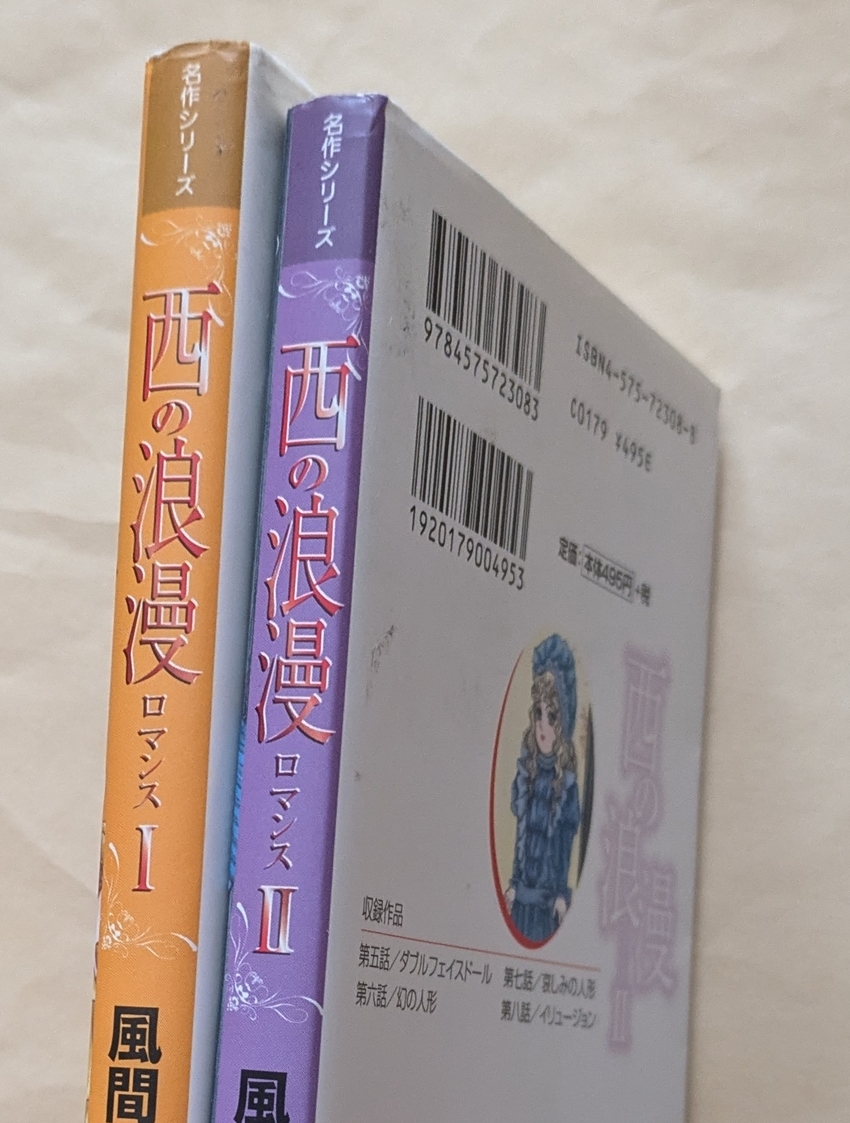 名作シリーズ
西の浪漫
ロマンス
I
風間
名作シリーズ
西の浪漫
ロマンス
II
風
9784575723083
ISBN4-575-72308-8
C0179 ¥495E
1920179004953
定価：本体495円+税
西の浪漫
II
収録作品
第五話／ダブルフェイスドール
第六話／幻の人形
第七話／哀しみの人形
第八話／イリュージョン